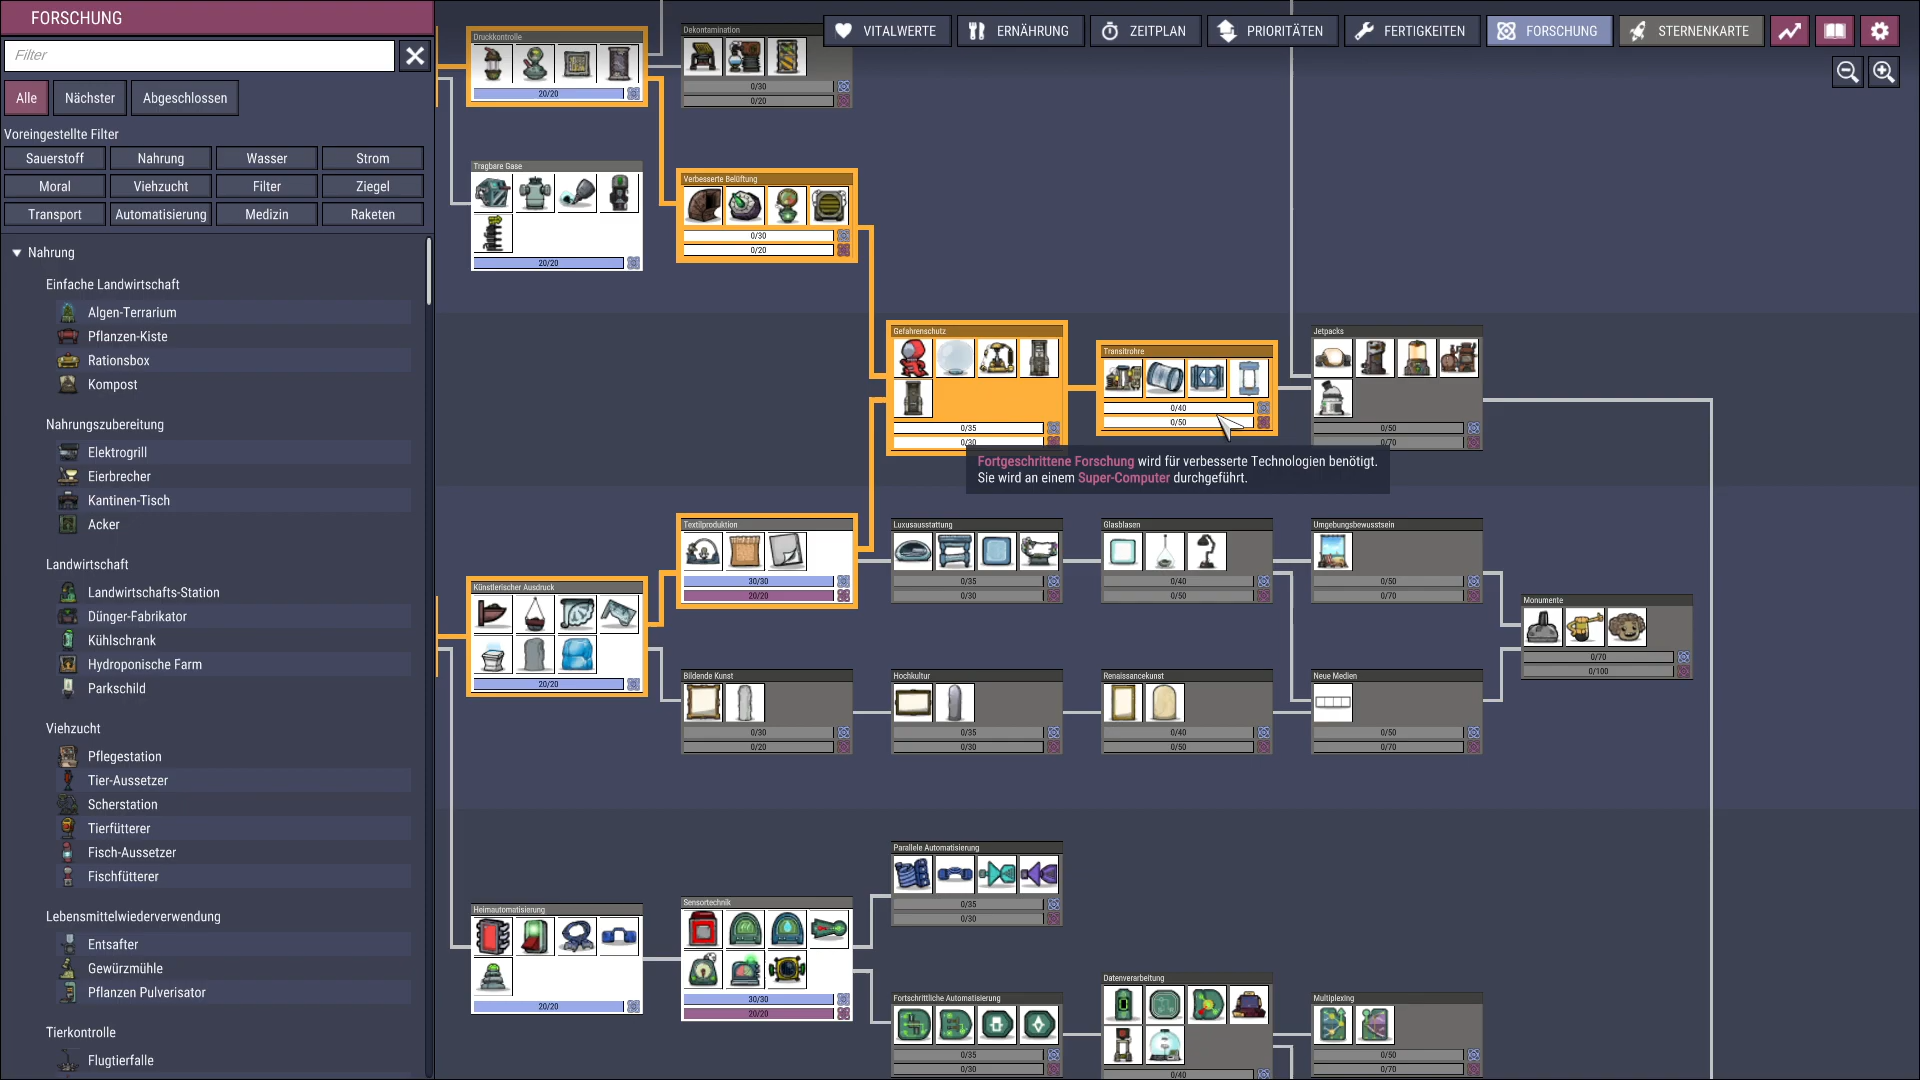 FORSCHUNG
VITALWERTE
ERNÄHRUNG
ZEITPLAN
PRIORITÄTEN
FERTIGKEITEN
FORSCHUNG
STERNENKARTE
Filter
Alle
Nächster
Abgeschlossen
Voreingestellte Filter
Sauerstoff
Nahrung
Wasser
Strom
Moral
Viehzucht
Filter
Ziegel
Transport
Automatisierung
Medizin
Raketen
Nahrung
Einfache Landwirtschaft
Algen-Terrarium
Pflanzen-Kiste
Rationsbox
Kompost
Nahrungszubereitung
Elektrogrill
Eierbrecher
Kantinen-Tisch
Acker
Landwirtschaft
Landwirtschafts-Station
Dünger-Fabrikator
Kühlschrank
Hydroponische Farm
Parkschild
Viehzucht
Pflegestation
Tier-Aussetzer
Scherstation
Tierfütterer
Fisch-Aussetzer
Fischfütterer
Lebensmittelwiederverwendung
Entsafter
Gewürzmühle
Pflanzen Pulverisator
Tierkontrolle
Flugtierfalle
Druckkontrolle
20/20
Dekontamination
0/30
0/20
Tragbare Gase
20/20
Verbesserte Belüftung
0/30
0/20
Gefahrenschutz
0/35
0/30
Transitrohre
0/40
0/50
Jetpacks
0/50
0/70
Fortgeschrittene Forschung wird für verbesserte Technologien benötigt.
Sie wird an einem Super-Computer durchgeführt.
Künstlerischer Ausdruck
20/20
Textilproduktion
30/30
20/20
Luxusausstattung
0/35
0/30
Glasblasen
0/40
0/50
Umgebungsbewusstsein
0/50
0/70
Monumente
0/70
0/100
Bildende Kunst
0/30
0/20
Hochkultur
0/35
0/30
Renaissancekunst
0/40
0/50
Neue Medien
0/50
0/70
Parallele Automatisierung
0/35
0/30
Heimautomatisierung
20/20
Sensortechnik
30/30
20/20
Fortschrittliche Automatisierung
0/35
0/30
Datenverarbeitung
0/40
Multiplexing
0/50
0/70